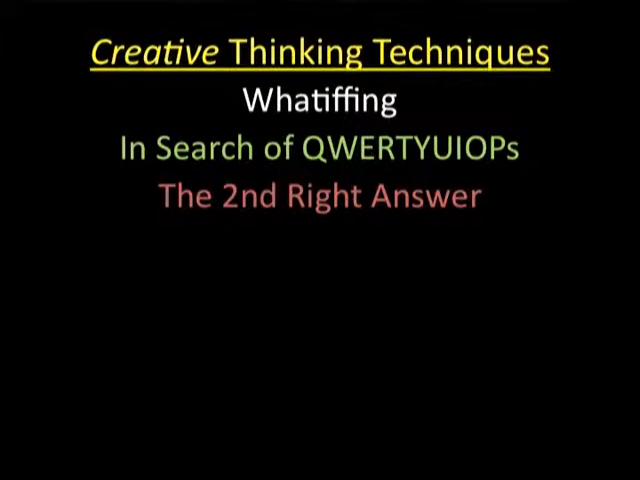 Creative Thinking Techniques
Whatiffing
In Search of QWERTYUIOPs
The 2nd Right Answer